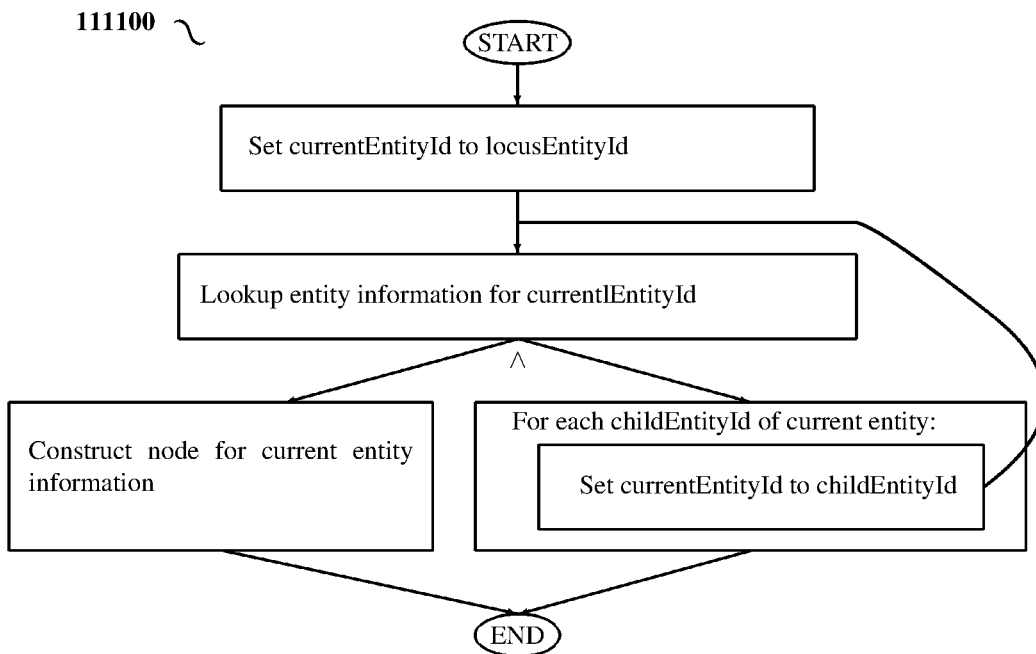 111100
START
Set currentEntityId to locusEntityId
Lookup entity information for currentlEntityId
^
Construct node for current entity
information
For each childEntityId of current entity:
Set currentEntityId to childEntityId
END